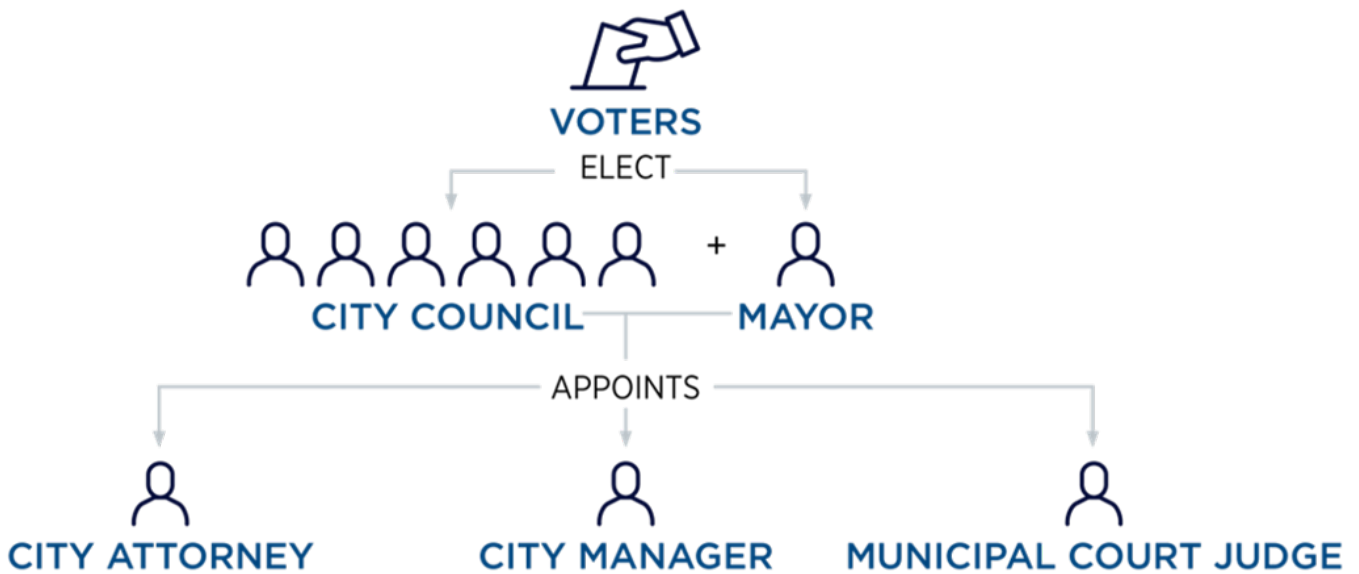 VOTERS
ELECT
+
CITY COUNCIL
MAYOR
APPOINTS
CITY ATTORNEY
CITY MANAGER
MUNICIPAL COURT JUDGE